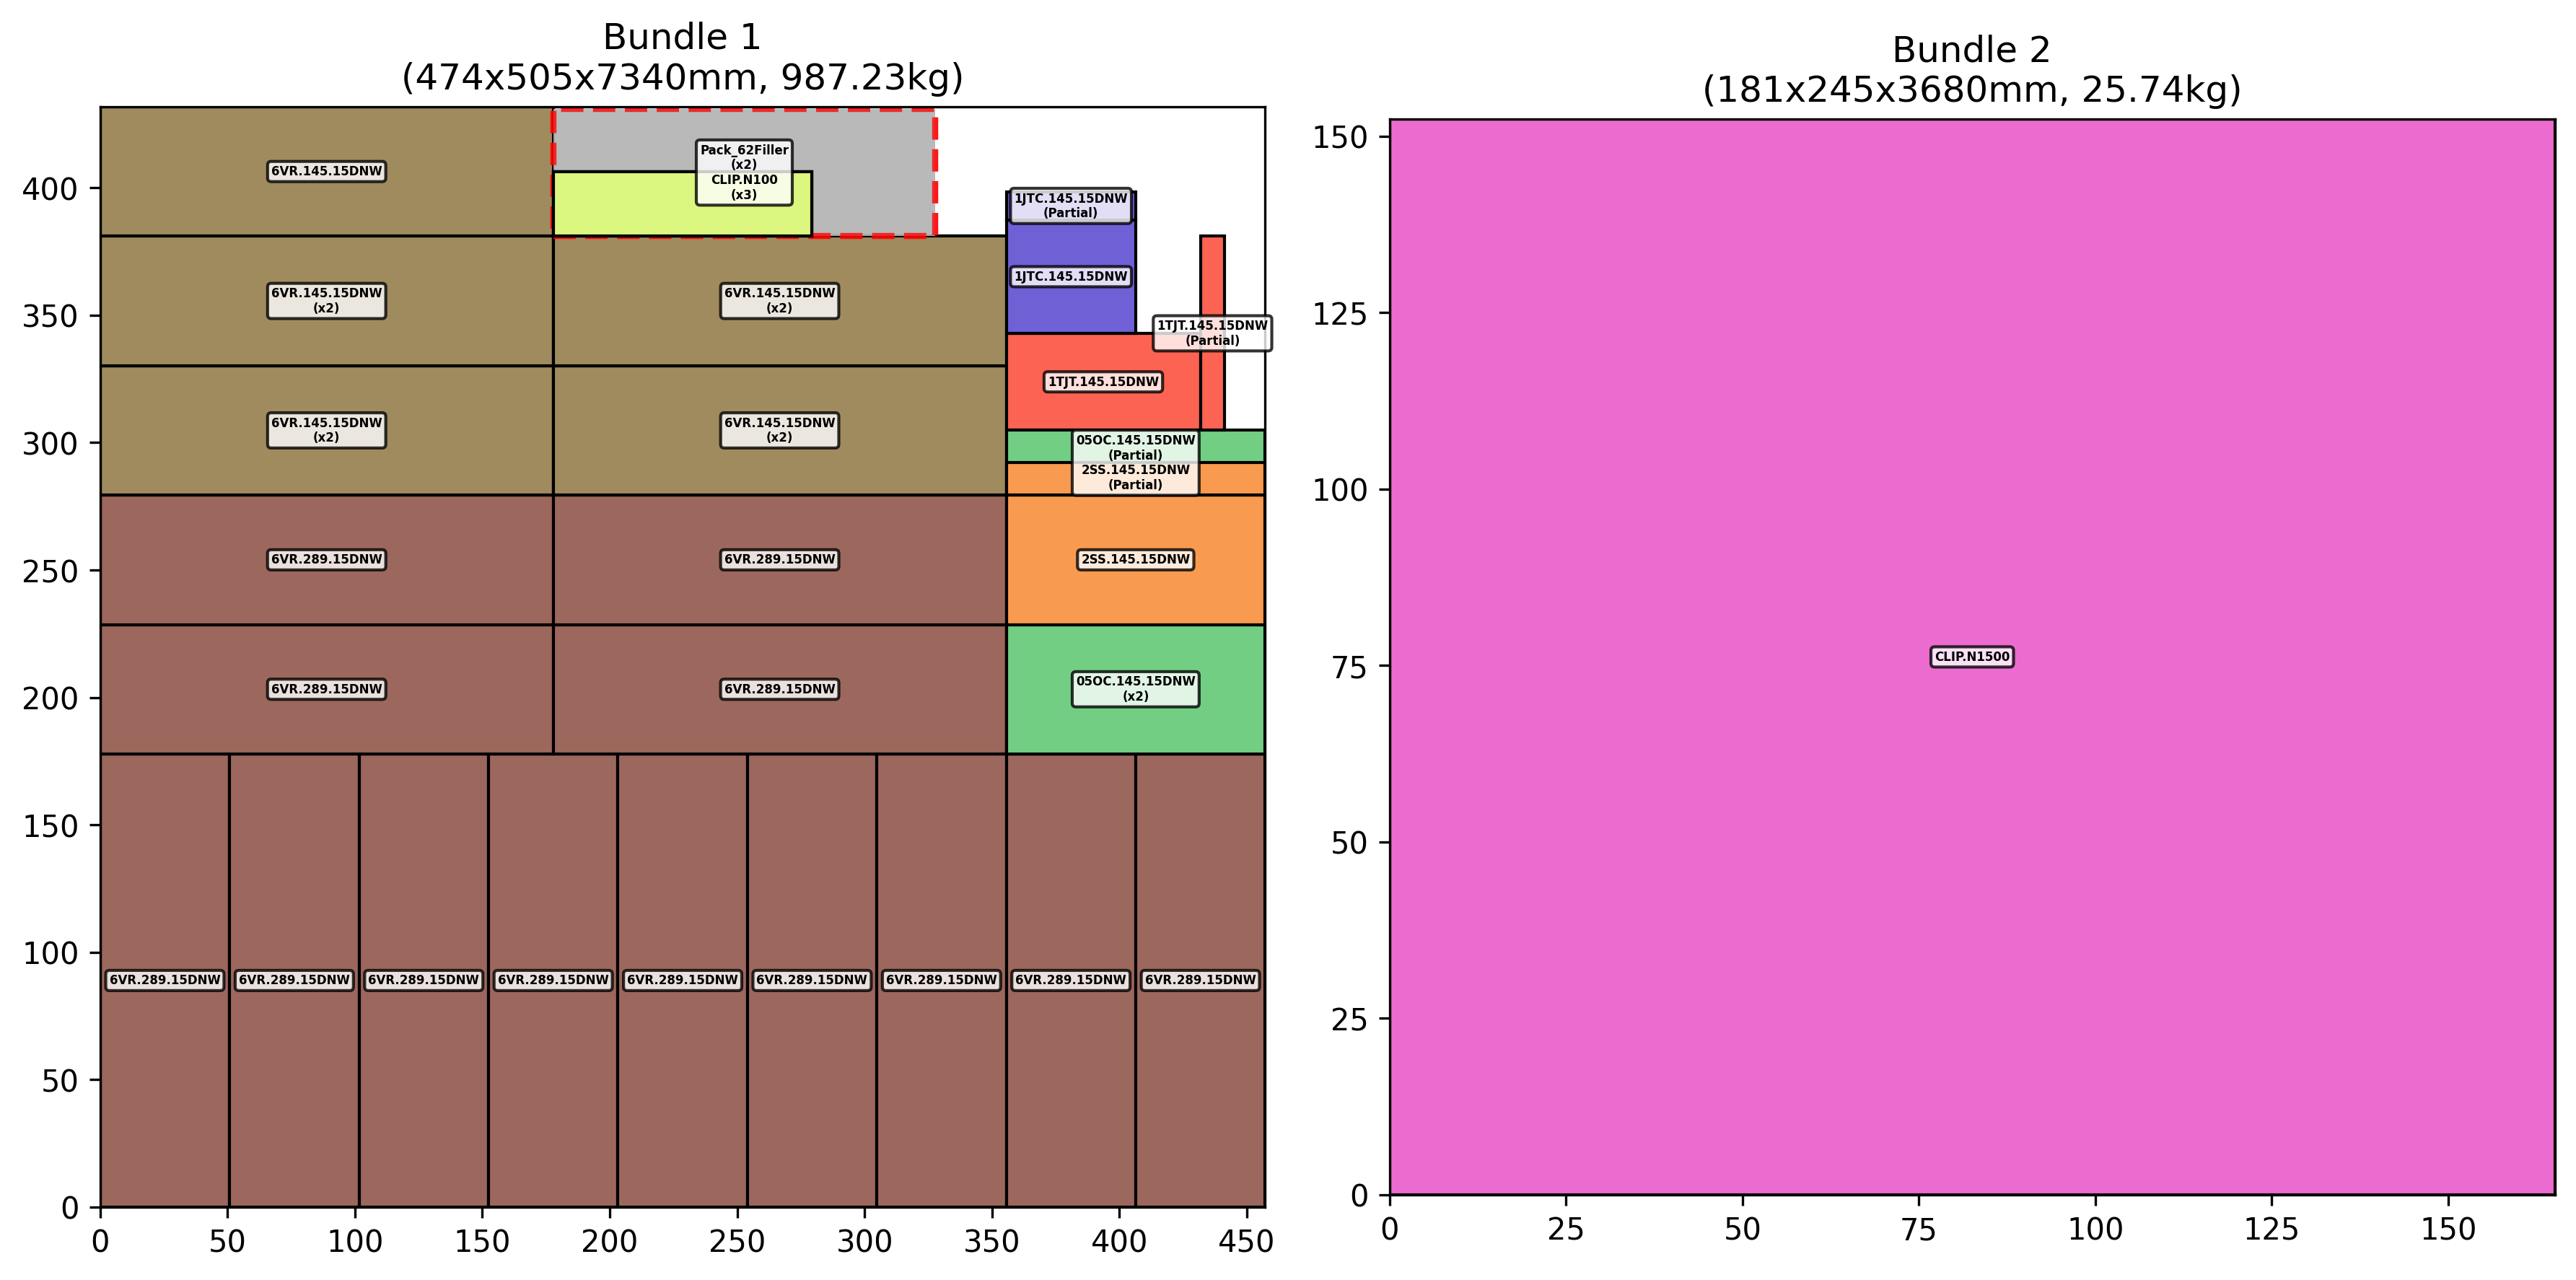 Bundle 1
(474x505x7340mm, 987.23kg)
6VR.145.15DNW
Pack_62Filler
(x2)
CLIP.N100
(x3)
1JTC.145.15DNW
(Partial)
6VR.145.15DNW
(x2)
6VR.145.15DNW
(x2)
1JTC.145.15DNW
1TJT.145.15DNW
(Partial)
1TJT.145.15DNW
6VR.145.15DNW
(x2)
6VR.145.15DNW
(x2)
05OC.145.15DNW
(Partial)
2SS.145.15DNW
(Partial)
6VR.289.15DNW
6VR.289.15DNW
2SS.145.15DNW
6VR.289.15DNW
6VR.289.15DNW
05OC.145.15DNW
(x2)
6VR.289.15DNW
6VR.289.15DNW
6VR.289.15DNW
6VR.289.15DNW
6VR.289.15DNW
6VR.289.15DNW
6VR.289.15DNW
6VR.289.15DNW
6VR.289.15DNW
400
350
300
250
200
150
100
50
0
0 50 100 150 200 250 300 350 400 450
Bundle 2
(181x245x3680mm, 25.74kg)
CLIP.N1500
150
125
100
75
50
25
0
0 25 50 75 100 125 150